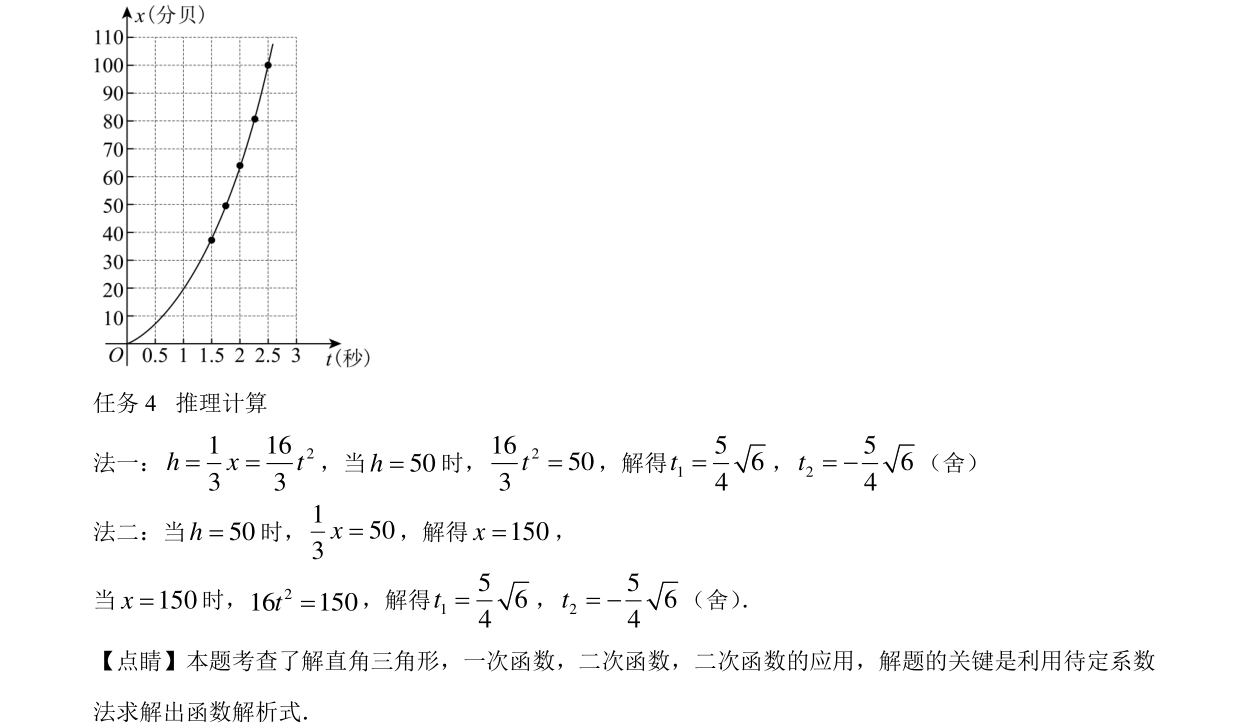 x(分贝)
110
100
90
80
70
60
50
40
30
20
10
O 0.5 1 1.5 2 2.5 3 t(秒)
任务 4 推理计算
法一：h = 1/3 x = 16/3 t²，当 h = 50 时，16/3 t² = 50，解得 t₁ = 5/4 √6，t₂ = −5/4 √6（舍）
法二：当 h = 50 时，1/3 x = 50，解得 x = 150，
当 x = 150 时，16t² = 150，解得 t₁ = 5/4 √6，t₂ = −5/4 √6（舍）．
【点睛】本题考查了解直角三角形，一次函数，二次函数，二次函数的应用，解题的关键是利用待定系数
法求解出函数解析式．